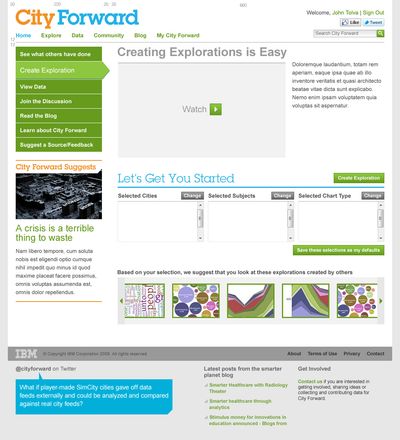 City Forward
Welcome, John Tolva | Sign Out
Like
Tweet
Home Explore Data Community Blog My City Forward
Search City Forward
See what others have done
Create Exploration
View Data
Join the Discussion
Read the Blog
Learn about City Forward
Suggest a Source/Feedback
Creating Explorations is Easy
Watch
Doloremque laudantium, totam rem
aperiam, eaque ipsa quae ab illo
inventore veritatis et quasi architecto
beatae vitae dicta sunt explicabo.
Nemo enim ipsam voluptatem quia
voluptas sit aspernatur.
City Forward Suggests
A crisis is a terrible
thing to waste
Nam libero tempore, cum soluta
nobis est eligendi optio cumque
nihil impedit quo minus id quod
maxime placeat facere possimus,
omnis voluptas assumenda est,
omnis dolor repellendus.
Let's Get You Started
Create Exploration
Selected Cities Change Selected Subjects Change Selected Chart Type Change
Save these selections as my defaults
Based on your selection, we suggest that you look at these explorations created by others
IBM © Copyright IBM Corporation 2009. All rights reserved. About Terms of Use Privacy Contact
@cityforward on Twitter
What if player-made SimCity cities gave off data
feeds externally and could be analyzed and compared
against real city feeds?
Latest posts from the smarter
planet blog
Smarter healthcare with Radiology
Theater
Smarter healthcare through
analytics
Stimulus money for innovations in
education announced - Blogs from
Get Involved
Contact us if you are interested in
getting involved, sharing ideas or
collecting and contributing data for
City Forward.